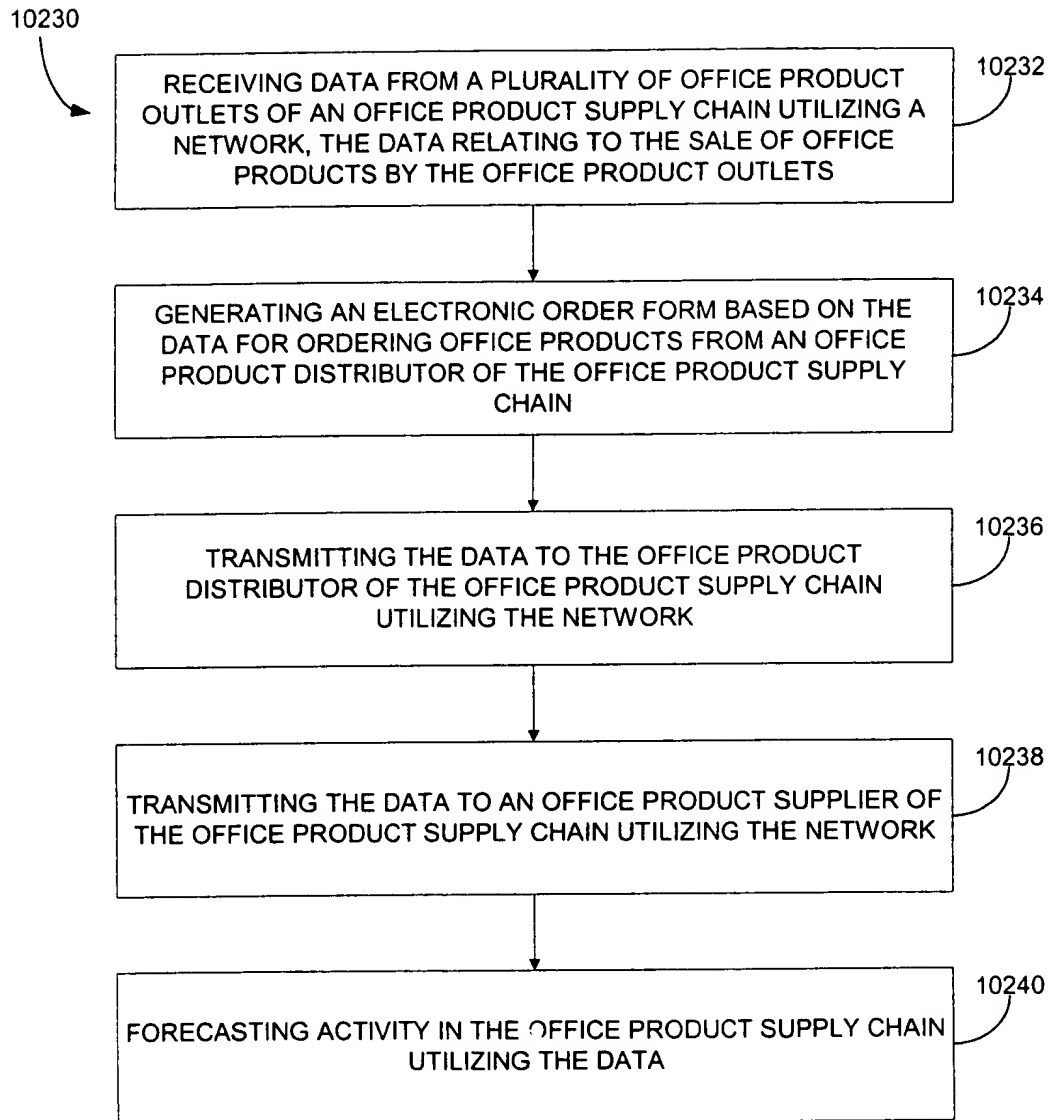 10230
RECEIVING DATA FROM A PLURALITY OF OFFICE PRODUCT
OUTLETS OF AN OFFICE PRODUCT SUPPLY CHAIN UTILIZING A
NETWORK, THE DATA RELATING TO THE SALE OF OFFICE
PRODUCTS BY THE OFFICE PRODUCT OUTLETS
10232
GENERATING AN ELECTRONIC ORDER FORM BASED ON THE
DATA FOR ORDERING OFFICE PRODUCTS FROM AN OFFICE
PRODUCT DISTRIBUTOR OF THE OFFICE PRODUCT SUPPLY
CHAIN
10234
TRANSMITTING THE DATA TO THE OFFICE PRODUCT
DISTRIBUTOR OF THE OFFICE PRODUCT SUPPLY CHAIN
UTILIZING THE NETWORK
10236
TRANSMITTING THE DATA TO AN OFFICE PRODUCT SUPPLIER OF
THE OFFICE PRODUCT SUPPLY CHAIN UTILIZING THE NETWORK
10238
FORECASTING ACTIVITY IN THE OFFICE PRODUCT SUPPLY CHAIN
UTILIZING THE DATA
10240